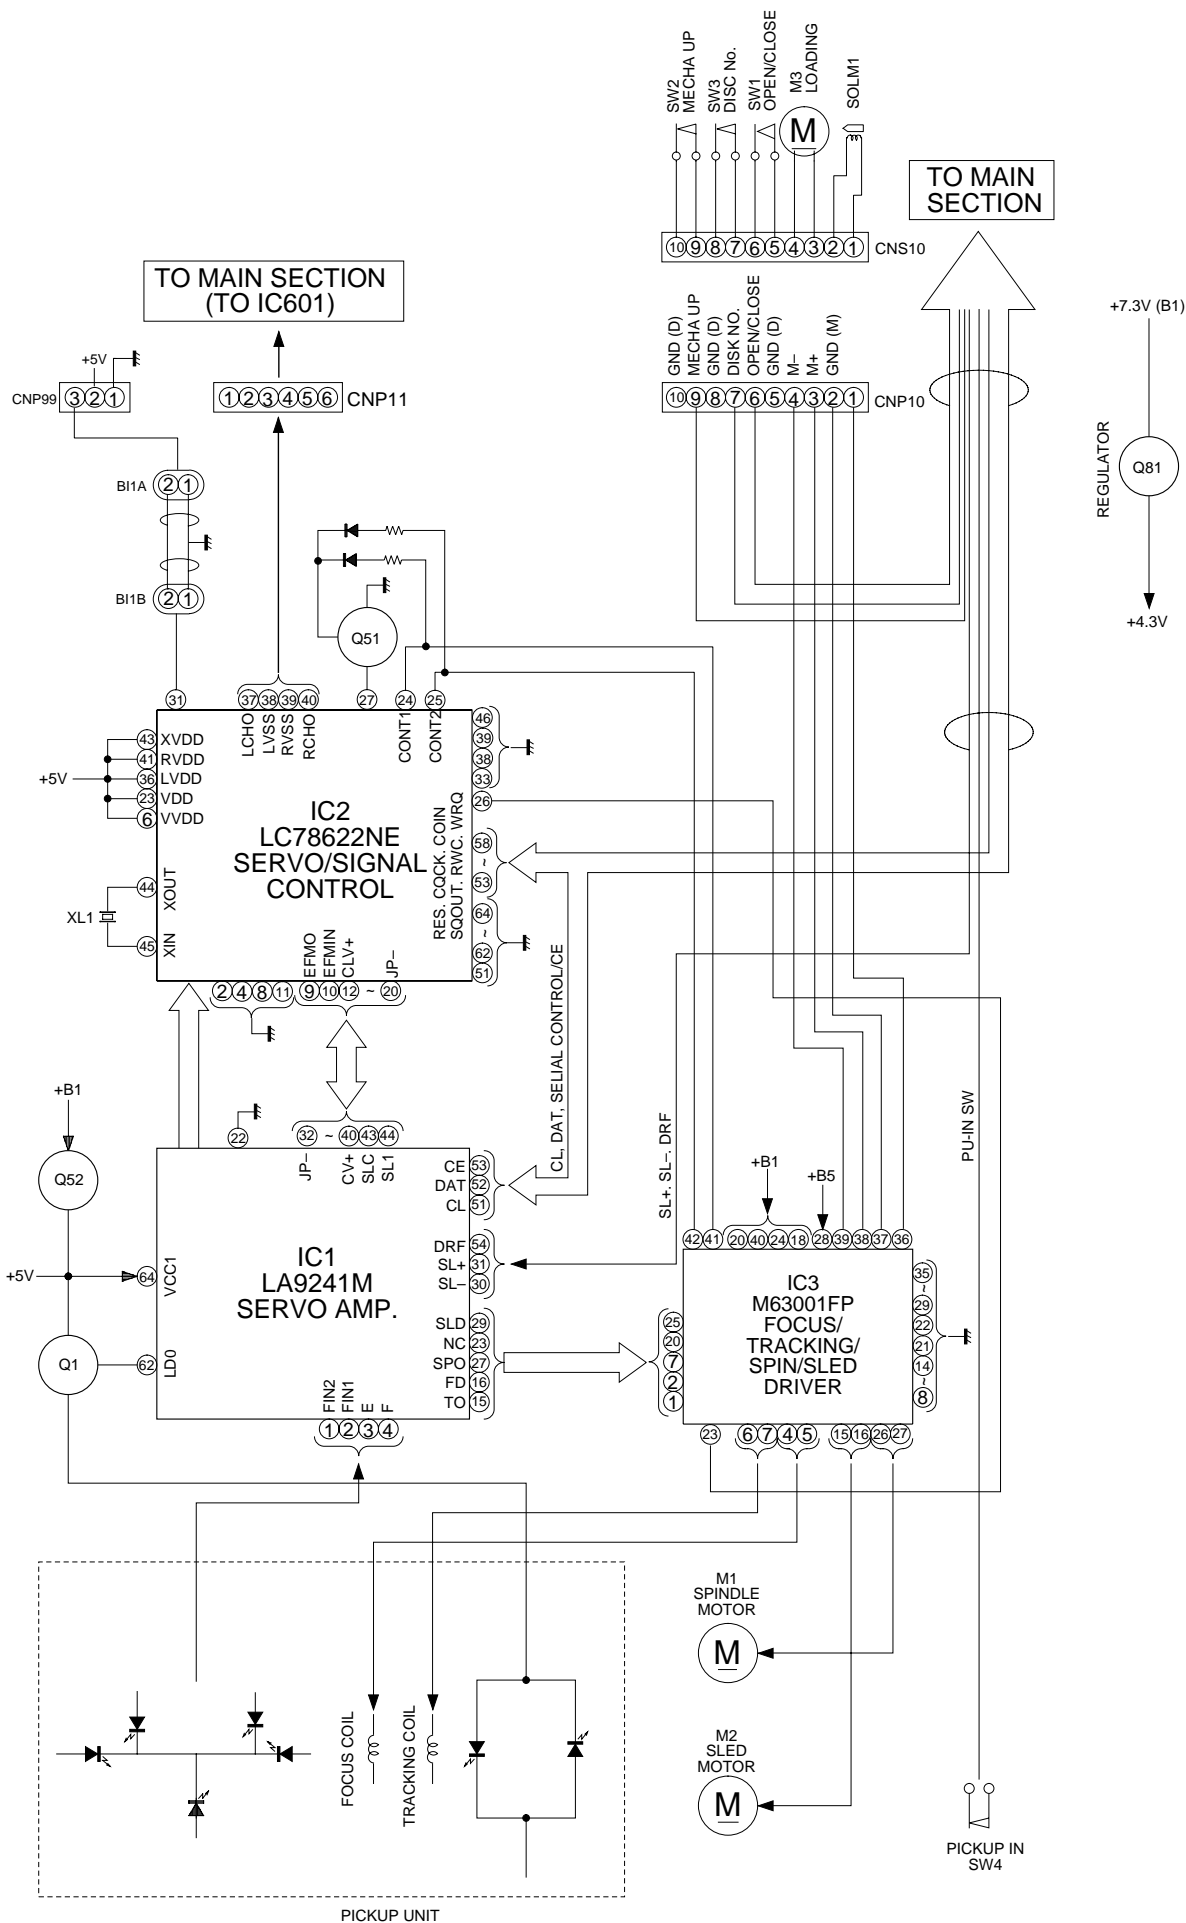 SW2
MECHA UP
SW3
DISC No.
SW1
OPEN/CLOSE
M3
LOADING
M
SOLM1
TO MAIN
SECTION
10 9 8 7 6 5 4 3 2 1
CNS10
TO MAIN SECTION
(TO IC601)
+7.3V (B1)
GND (D)
MECHA UP
GND (D)
DISK NO.
OPEN/CLOSE
GND (D)
M–
M+
GND (M)
+5V
CNP99
3 2 1
1 2 3 4 5 6
CNP11
10 9 8 7 6 5 4 3 2 1
CNP10
REGULATOR
Q81
+4.3V
BI1A
2 1
BI1B
2 1
Q51
31
37 38 39 40
27
24
25
LCHO
LVSS
RVSS
RCHO
CONT1
CONT2
46
39
38
33
26
43 XVDD
41 RVDD
+5V
36 LVDD
23 VDD
6 VVDD
IC2
LC78622NE
SERVO/SIGNAL
CONTROL
RES. CQCK. COIN
SQOUT. RWC. WRQ
58
~
53
64
~
62
51
44
XOUT
XL1
45
XIN
EFMO
EFMIN
CLV+
JP–
2 4 8 11
9 10 12 ~ 20
CL, DAT, SELIAL CONTROL/CE
SL+. SL–. DRF
PU-IN SW
+B1
Q52
22
32 ~ 40 43 44
JP–
CV+
SLC
SL1
CE 53
DAT 52
CL 51
IC1
LA9241M
SERVO AMP.
DRF 54
SL+ 31
SL– 30
+5V
64
VCC1
Q1
62
LD0
SLD 29
NC 23
SPO 27
FD 16
TO 15
FIN2
FIN1
E
F
1 2 3 4
+B1
+B5
42 41 20 40 24 18 28 39 38 37 36
IC3
M63001FP
FOCUS/
TRACKING/
SPIN/SLED
DRIVER
25
20
7
2
1
35
~
29
22
21
14
~
8
23
6 7 4 5
15 16 26 27
M1
SPINDLE
MOTOR
M
M2
SLED
MOTOR
M
FOCUS COIL
TRACKING COIL
PICKUP IN
SW4
PICKUP UNIT